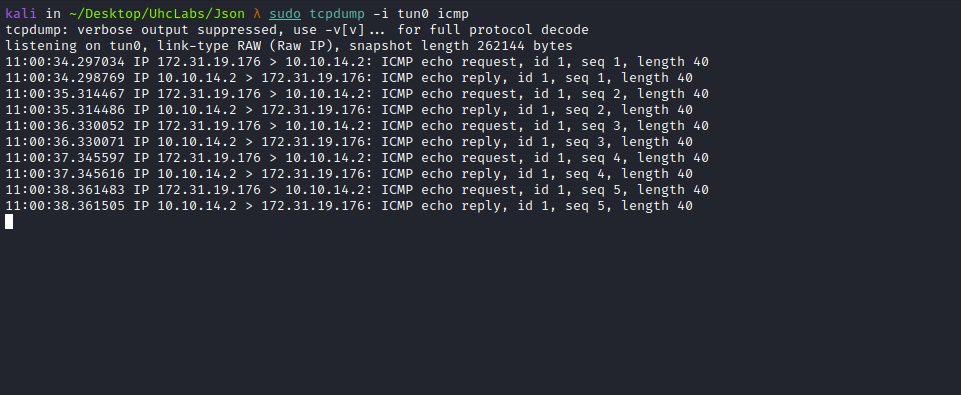 kali in ~/Desktop/UhcLabs/Json λ sudo tcpdump -i tun0 icmp
tcpdump: verbose output suppressed, use -v[v]... for full protocol decode
listening on tun0, link-type RAW (Raw IP), snapshot length 262144 bytes
11:00:34.297034 IP 172.31.19.176 > 10.10.14.2: ICMP echo request, id 1, seq 1, length 40
11:00:34.298769 IP 10.10.14.2 > 172.31.19.176: ICMP echo reply, id 1, seq 1, length 40
11:00:35.314467 IP 172.31.19.176 > 10.10.14.2: ICMP echo request, id 1, seq 2, length 40
11:00:35.314486 IP 10.10.14.2 > 172.31.19.176: ICMP echo reply, id 1, seq 2, length 40
11:00:36.330052 IP 172.31.19.176 > 10.10.14.2: ICMP echo request, id 1, seq 3, length 40
11:00:36.330071 IP 10.10.14.2 > 172.31.19.176: ICMP echo reply, id 1, seq 3, length 40
11:00:37.345597 IP 172.31.19.176 > 10.10.14.2: ICMP echo request, id 1, seq 4, length 40
11:00:37.345616 IP 10.10.14.2 > 172.31.19.176: ICMP echo reply, id 1, seq 4, length 40
11:00:38.361483 IP 172.31.19.176 > 10.10.14.2: ICMP echo request, id 1, seq 5, length 40
11:00:38.361505 IP 10.10.14.2 > 172.31.19.176: ICMP echo reply, id 1, seq 5, length 40